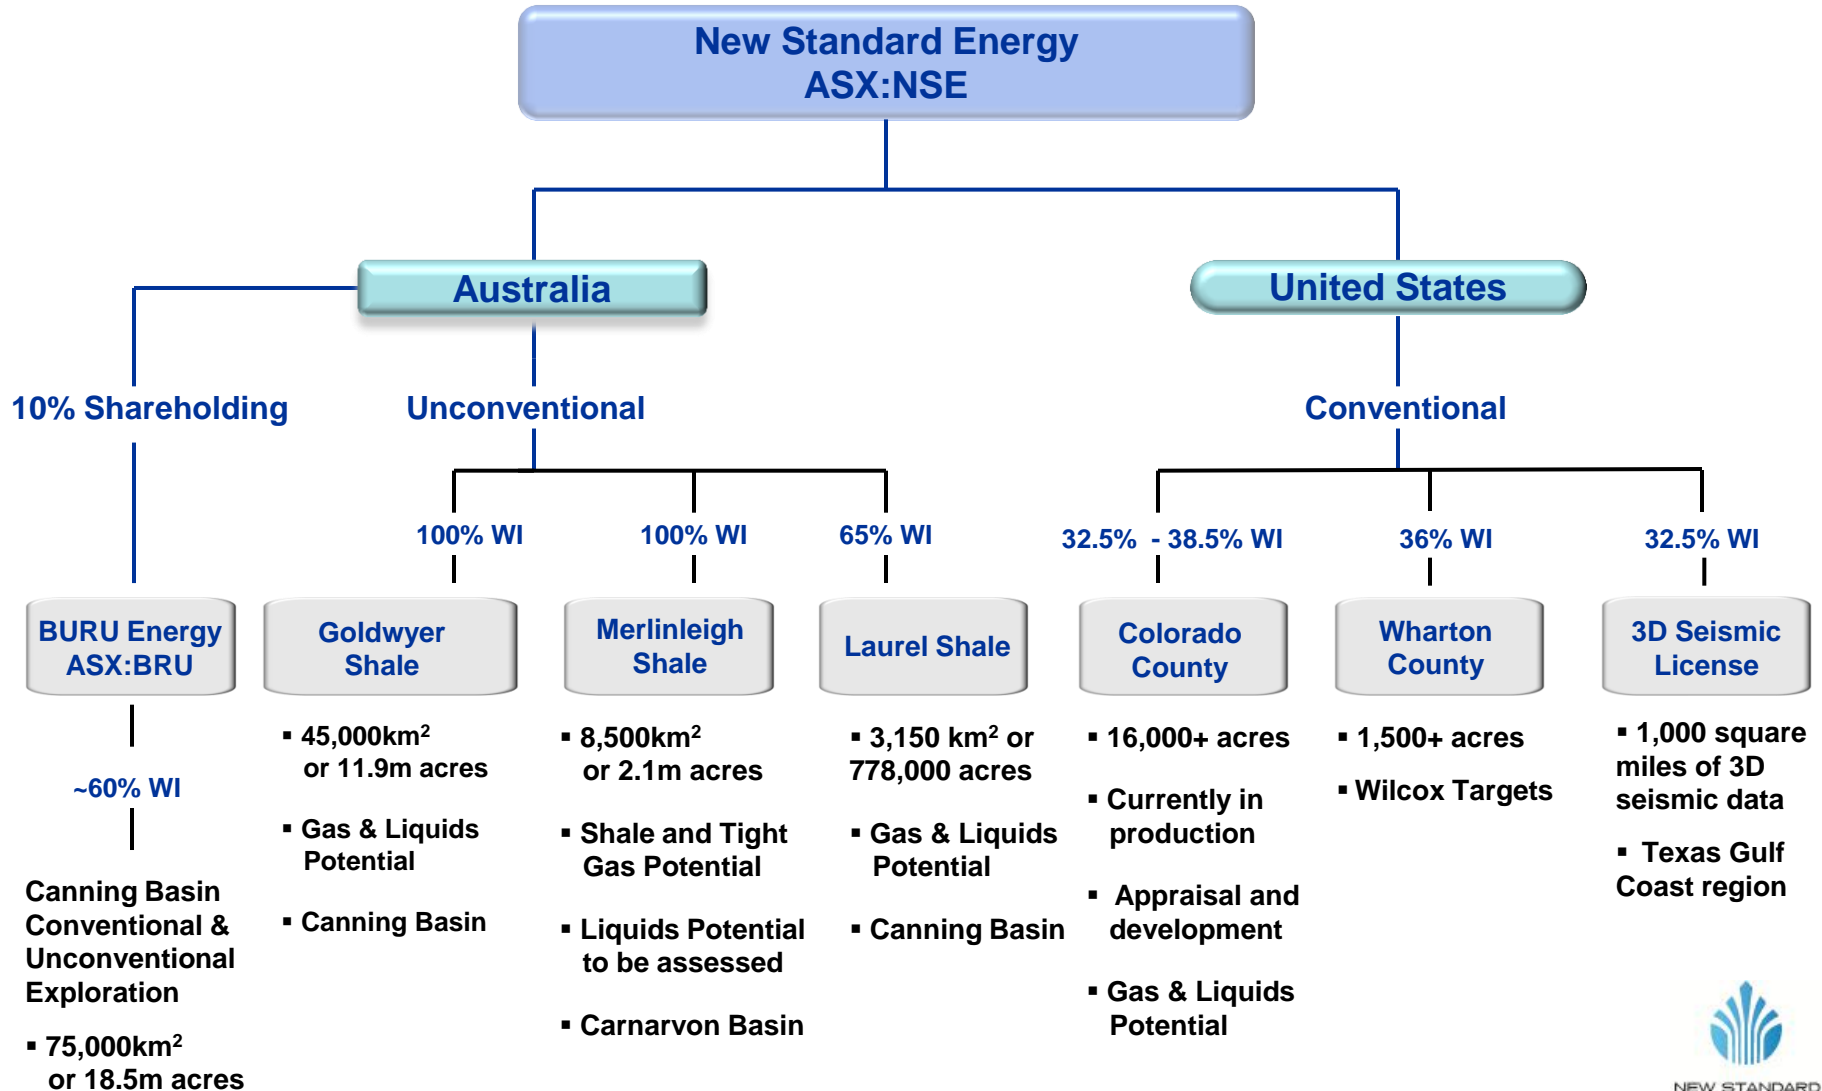 New Standard Energy
ASX:NSE
Australia
United States
10% Shareholding
Unconventional
Conventional
100% WI
100% WI
65% WI
32.5%  - 38.5% WI
36% WI
32.5% WI
BURU Energy
ASX:BRU
~60% WI
Canning Basin
Conventional &
Unconventional
Exploration
▪ 75,000km²
or 18.5m acres
Goldwyer
Shale
▪ 45,000km²
or 11.9m acres
▪ Gas & Liquids
Potential
▪ Canning Basin
Merlinleigh
Shale
▪ 8,500km²
or 2.1m acres
▪ Shale and Tight
Gas Potential
▪ Liquids Potential
to be assessed
▪ Carnarvon Basin
Laurel Shale
▪ 3,150 km² or
778,000 acres
▪ Gas & Liquids
Potential
▪ Canning Basin
Colorado
County
▪ 16,000+ acres
▪ Currently in
production
▪ Appraisal and
development
▪ Gas & Liquids
Potential
Wharton
County
▪ 1,500+ acres
▪ Wilcox Targets
3D Seismic
License
▪ 1,000 square
miles of 3D
seismic data
▪ Texas Gulf
Coast region
NEW STANDARD